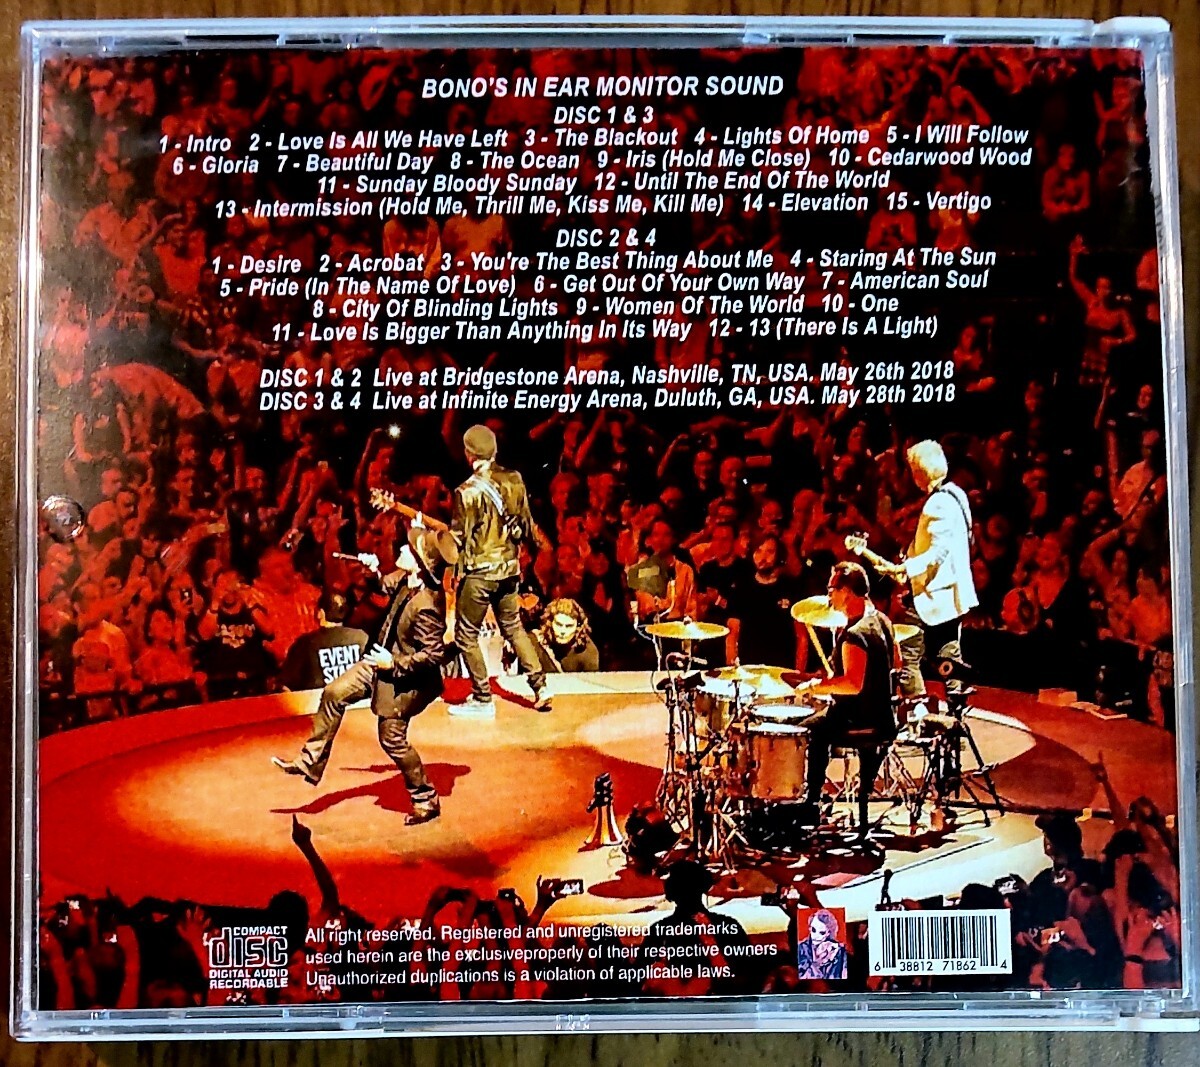 BONO'S IN EAR MONITOR SOUND
DISC 1 & 3
1 - Intro 2 - Love Is All We Have Left 3 - The Blackout 4 - Lights Of Home 5 - I Will Follow
6 - Gloria 7 - Beautiful Day 8 - The Ocean 9 - Iris (Hold Me Close) 10 - Cedarwood Wood
11 - Sunday Bloody Sunday 12 - Until The End Of The World
13 - Intermission (Hold Me, Thrill Me, Kiss Me, Kill Me) 14 - Elevation 15 - Vertigo
DISC 2 & 4
1 - Desire 2 - Acrobat 3 - You're The Best Thing About Me 4 - Staring At The Sun
5 - Pride (In The Name Of Love) 6 - Get Out Of Your Own Way 7 - American Soul
8 - City Of Blinding Lights 9 - Women Of The World 10 - One
11 - Love Is Bigger Than Anything In Its Way 12 - 13 (There Is A Light)
DISC 1 & 2 Live at Bridgestone Arena, Nashville, TN, USA. May 26th 2018
DISC 3 & 4 Live at Infinite Energy Arena, Duluth, GA, USA. May 28th 2018
EVENT
COMPACT
disc
DIGITAL AUDIO
RECORDABLE
All right reserved. Registered and unregistered trademarks
used herein are the exclusiveproperly of their respective owners
Unauthorized duplications is a violation of applicable laws.
6 38812 71862 4